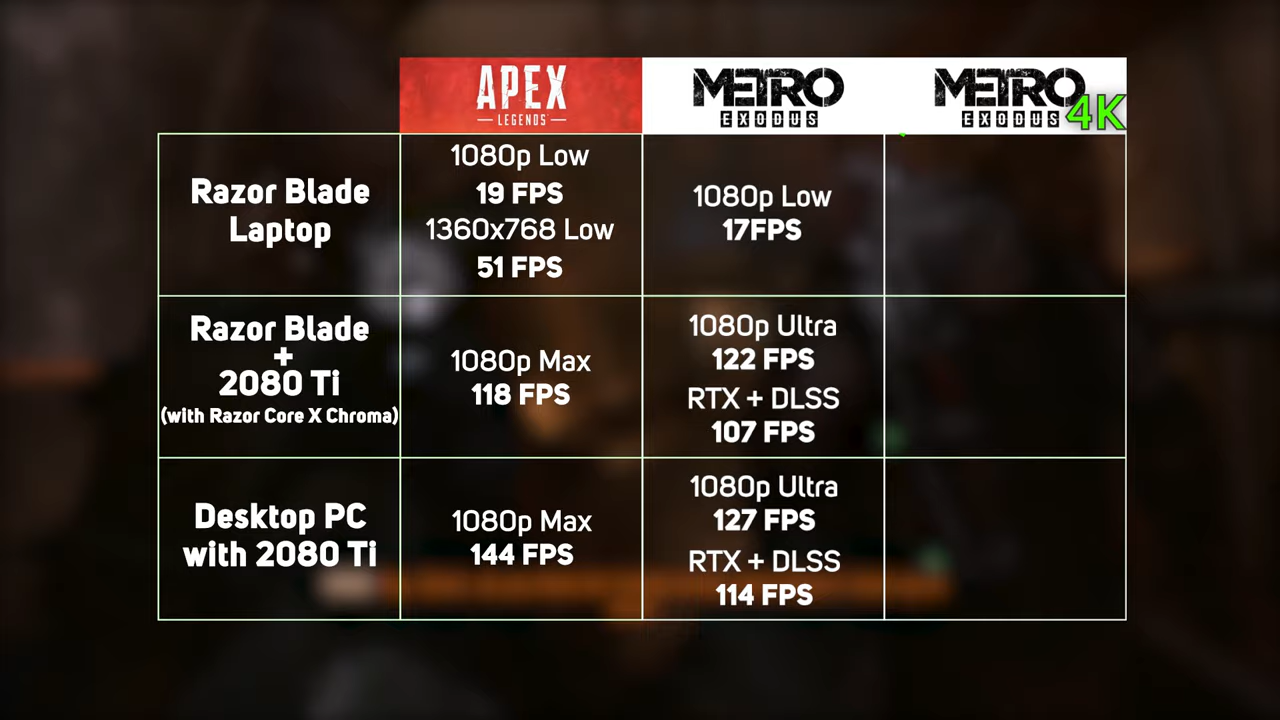 APEX
LEGENDS
METRO
EXODUS
METRO
EXODUS
4K
Razor Blade
Laptop
1080p Low
19 FPS
1360x768 Low
51 FPS
1080p Low
17FPS
Razor Blade
+
2080 Ti
(with Razor Core X Chroma)
1080p Max
118 FPS
1080p Ultra
122 FPS
RTX + DLSS
107 FPS
Desktop PC
with 2080 Ti
1080p Max
144 FPS
1080p Ultra
127 FPS
RTX + DLSS
114 FPS